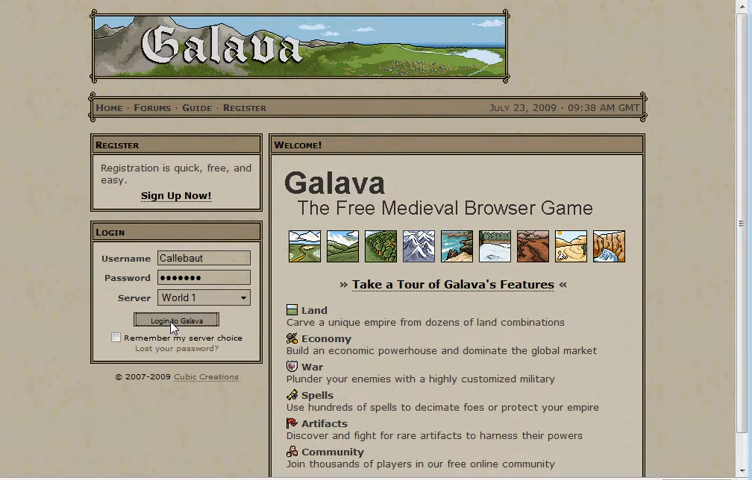 Galava
Home · Forums · Guide · Register
July 23, 2009 · 09:38 AM GMT
Register
Registration is quick, free, and
easy.
Sign Up Now!
Login
Username Callebaut
Password •••••••
Server World 1
Login to Galava
Remember my server choice
Lost your password?
© 2007-2009 Cubic Creations
Welcome!
Galava
The Free Medieval Browser Game
» Take a Tour of Galava's Features «
Land
Carve a unique empire from dozens of land combinations
Economy
Build an economic powerhouse and dominate the global market
War
Plunder your enemies with a highly customized military
Spells
Use hundreds of spells to decimate foes or protect your empire
Artifacts
Discover and fight for rare artifacts to harness their powers
Community
Join thousands of players in our free online community